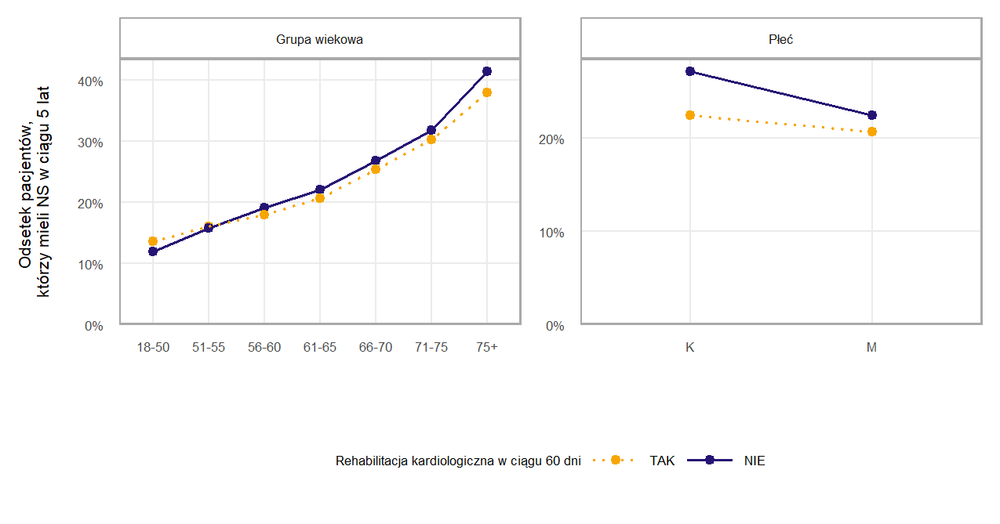 Grupa wiekowa
Płeć
Odsetek pacjentów,
którzy mieli NS w ciągu 5 lat
40%
30%
20%
10%
0%
18-50 51-55 56-60 61-65 66-70 71-75 75+
20%
10%
0%
K M
Rehabilitacja kardiologiczna w ciągu 60 dni TAK NIE